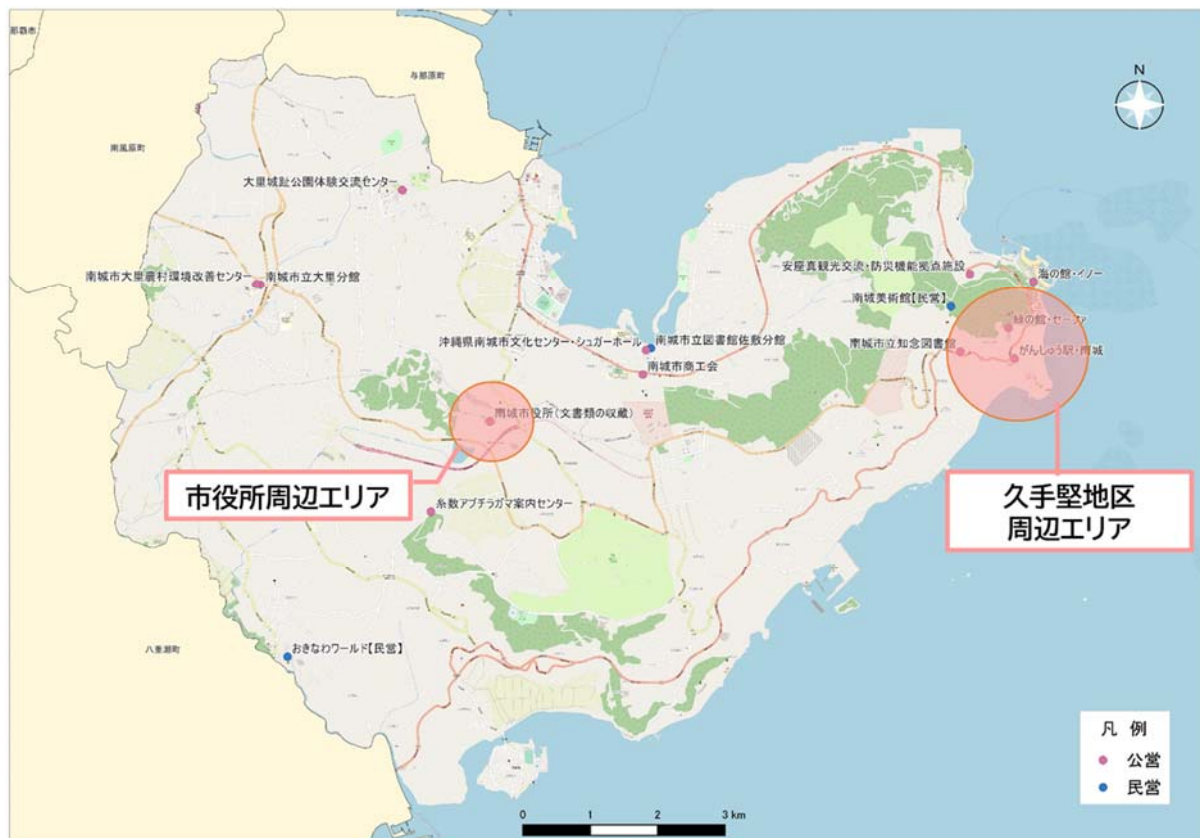 那覇市
与那原町
N
南風原町
大里城趾公園体験交流センター
安座真観光交流・防災機能拠点施設
海の館・イノー
南城市大里農村環境改善センター
南城市立大里分館
南城美術館【民営】
緑の館・セーファ
沖縄県南城市文化センター・シュガーホール
南城市立図書館佐敷分館
南城市立知念図書館
がんじゅう駅・南城
南城市商工会
南城市役所(文書類の収蔵)
市役所周辺エリア
久手堅地区
周辺エリア
糸数アブチラガマ案内センター
八重瀬町
おきなわワールド【民営】
凡 例
公営
民営
0 1 2 3 km